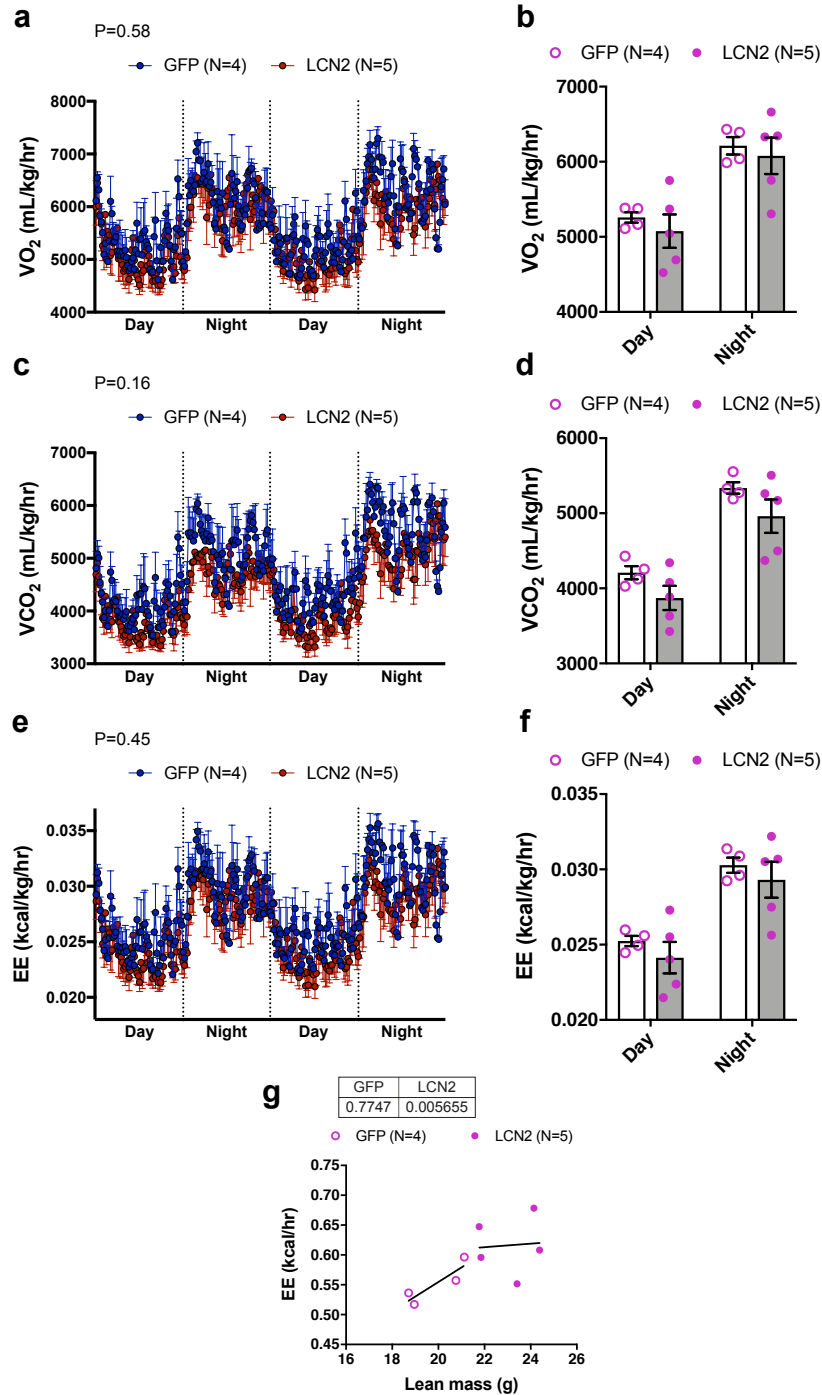 a
P=0.58
GFP (N=4) LCN2 (N=5)
8000
7000
6000
5000
4000
VO2 (mL/kg/hr)
Day Night Day Night
b
GFP (N=4) LCN2 (N=5)
7000
6000
5000
4000
VO2 (mL/kg/hr)
Day Night
c
P=0.16
GFP (N=4) LCN2 (N=5)
7000
6000
5000
4000
3000
VCO2 (mL/kg/hr)
Day Night Day Night
d
GFP (N=4) LCN2 (N=5)
6000
5000
4000
3000
VCO2 (mL/kg/hr)
Day Night
e
P=0.45
GFP (N=4) LCN2 (N=5)
0.035
0.030
0.025
0.020
EE (kcal/kg/hr)
Day Night Day Night
f
GFP (N=4) LCN2 (N=5)
0.035
0.030
0.025
0.020
EE (kcal/kg/hr)
Day Night
g
GFP LCN2
0.7747 0.005655
GFP (N=4) LCN2 (N=5)
0.75
0.70
0.65
0.60
0.55
0.50
0.45
EE (kcal/hr)
16 18 20 22 24 26
Lean mass (g)